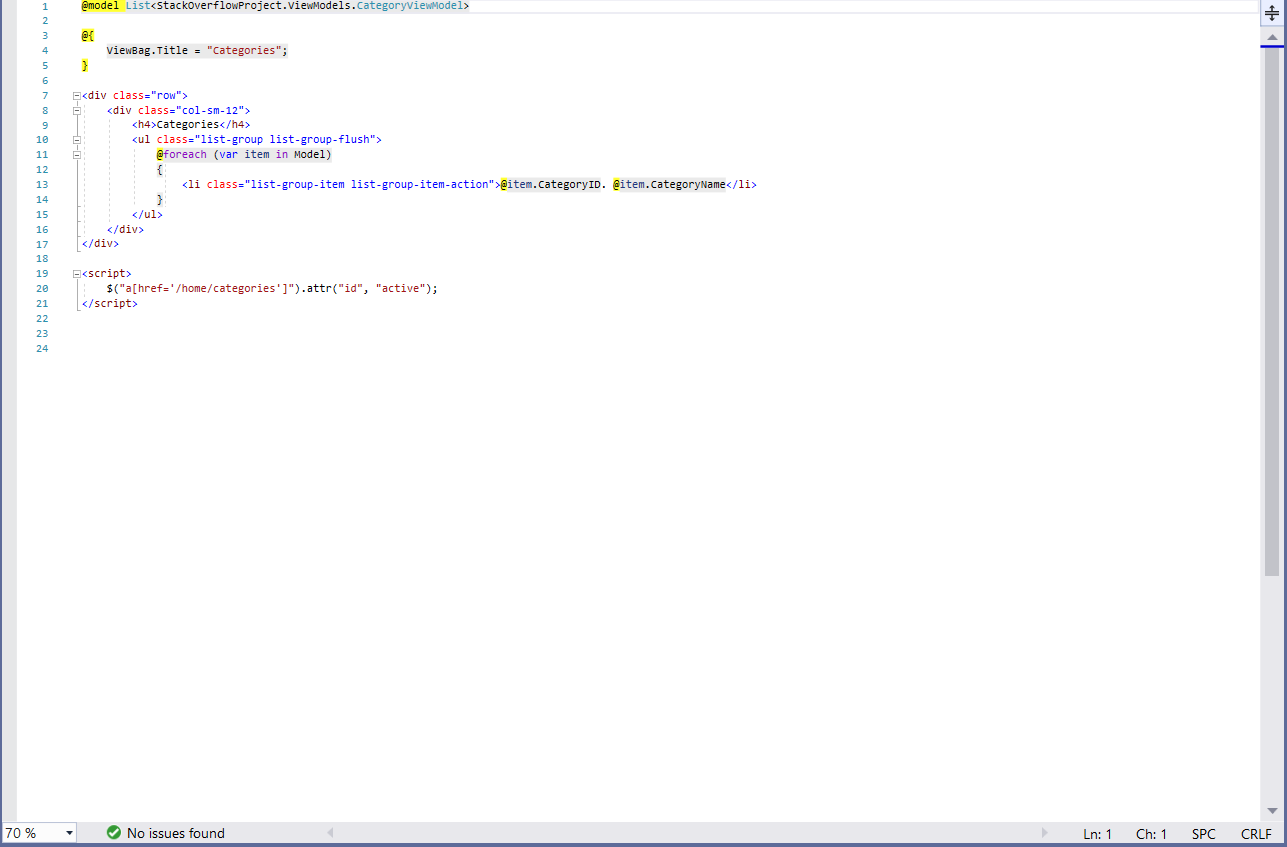 1 @model List<StackOverflowProject.ViewModels.CategoryViewModel>
2
3 @{
4     ViewBag.Title = "Categories";
5 }
6
7 <div class="row">
8     <div class="col-sm-12">
9         <h4>Categories</h4>
10         <ul class="list-group list-group-flush">
11             @foreach (var item in Model)
12             {
13                 <li class="list-group-item list-group-item-action">@item.CategoryID. @item.CategoryName</li>
14             }
15         </ul>
16     </div>
17 </div>
18
19 <script>
20     $("a[href='/home/categories']").attr("id", "active");
21 </script>
22
23
24
70 % No issues found Ln: 1 Ch: 1 SPC CRLF